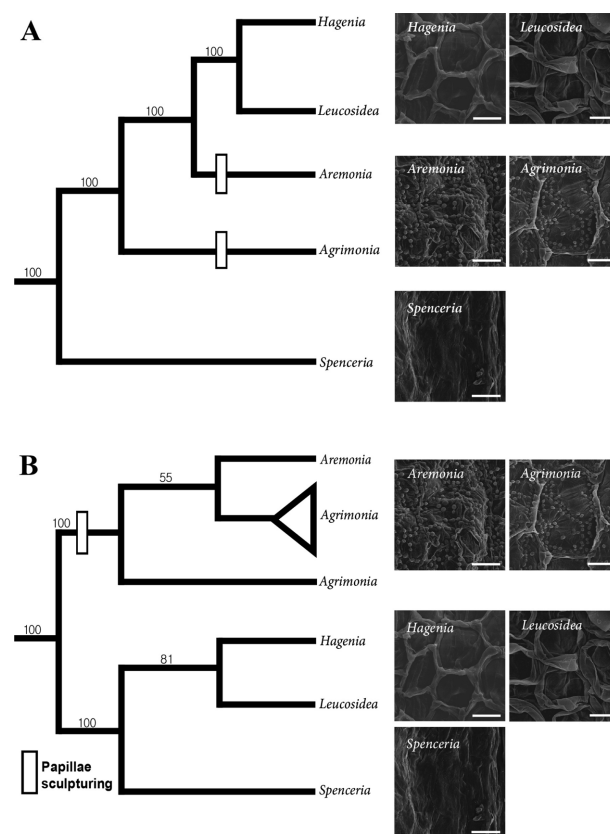 A
Hagenia
100
Leucosidea
100
Aremonia
100
Agrimonia
100
Spenceria
Hagenia
Leucosidea
Aremonia
Agrimonia
Spenceria
B
Aremonia
55
Agrimonia
100
Agrimonia
100
Hagenia
81
Leucosidea
100
Spenceria
Papillae
sculpturing
Aremonia
Agrimonia
Hagenia
Leucosidea
Spenceria